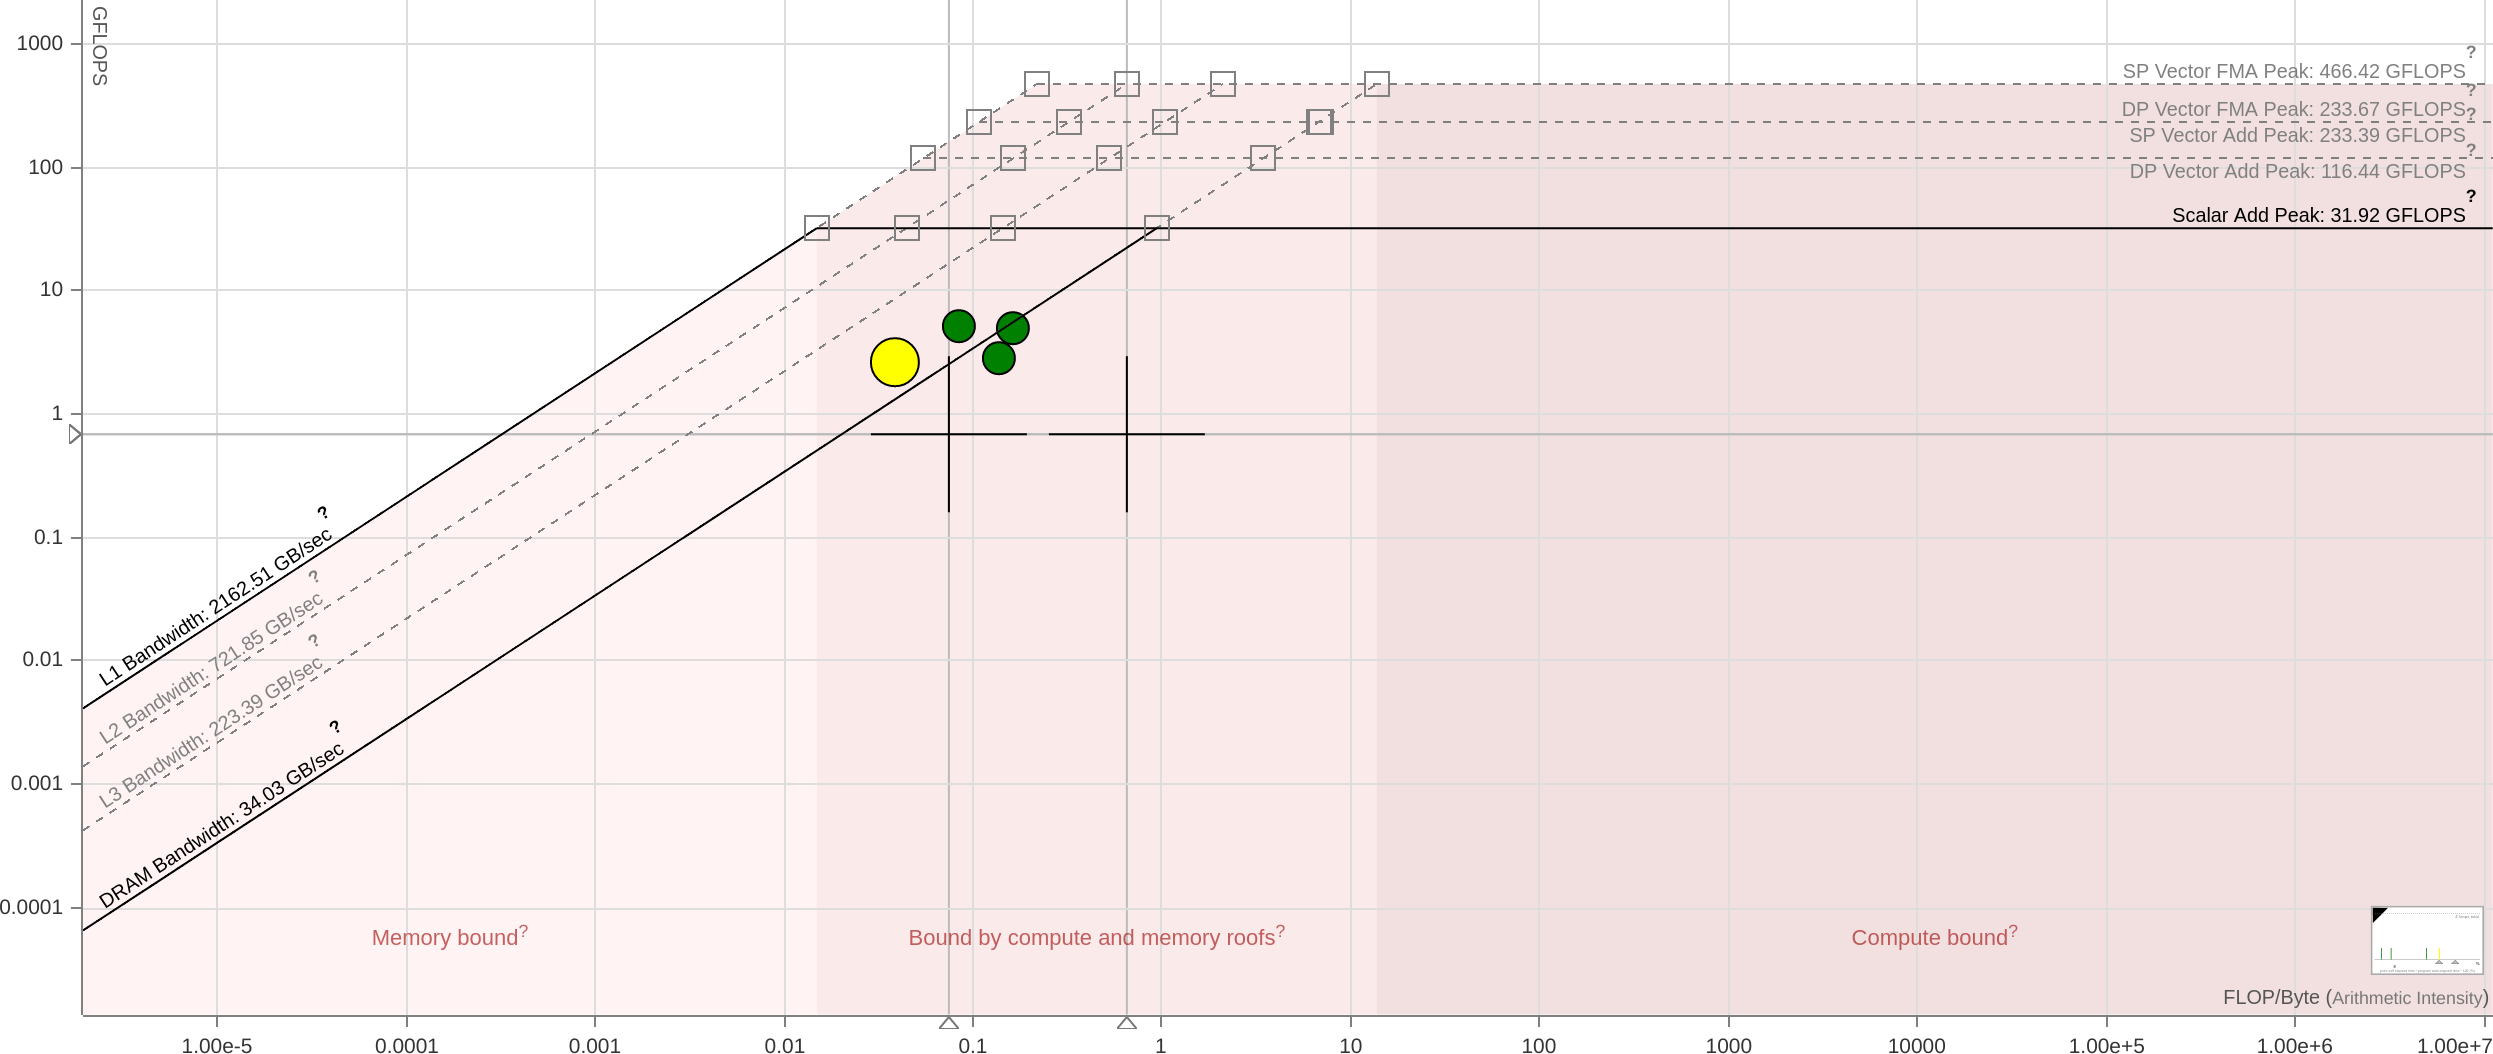 GFLOPS
1000
100
10
1
0.1
0.01
0.001
0.0001
?
SP Vector FMA Peak: 466.42 GFLOPS
?
DP Vector FMA Peak: 233.67 GFLOPS
?
SP Vector Add Peak: 233.39 GFLOPS
?
DP Vector Add Peak: 116.44 GFLOPS
?
Scalar Add Peak: 31.92 GFLOPS
?
L1 Bandwidth: 2162.51 GB/sec
?
L2 Bandwidth: 721.85 GB/sec
?
L3 Bandwidth: 223.39 GB/sec
?
DRAM Bandwidth: 34.03 GB/sec
Memory bound?
Bound by compute and memory roofs?
Compute bound?
FLOP/Byte (Arithmetic Intensity)
1.00e-5
0.0001
0.001
0.01
0.1
1
10
100
1000
10000
1.00e+5
1.00e+6
1.00e+7